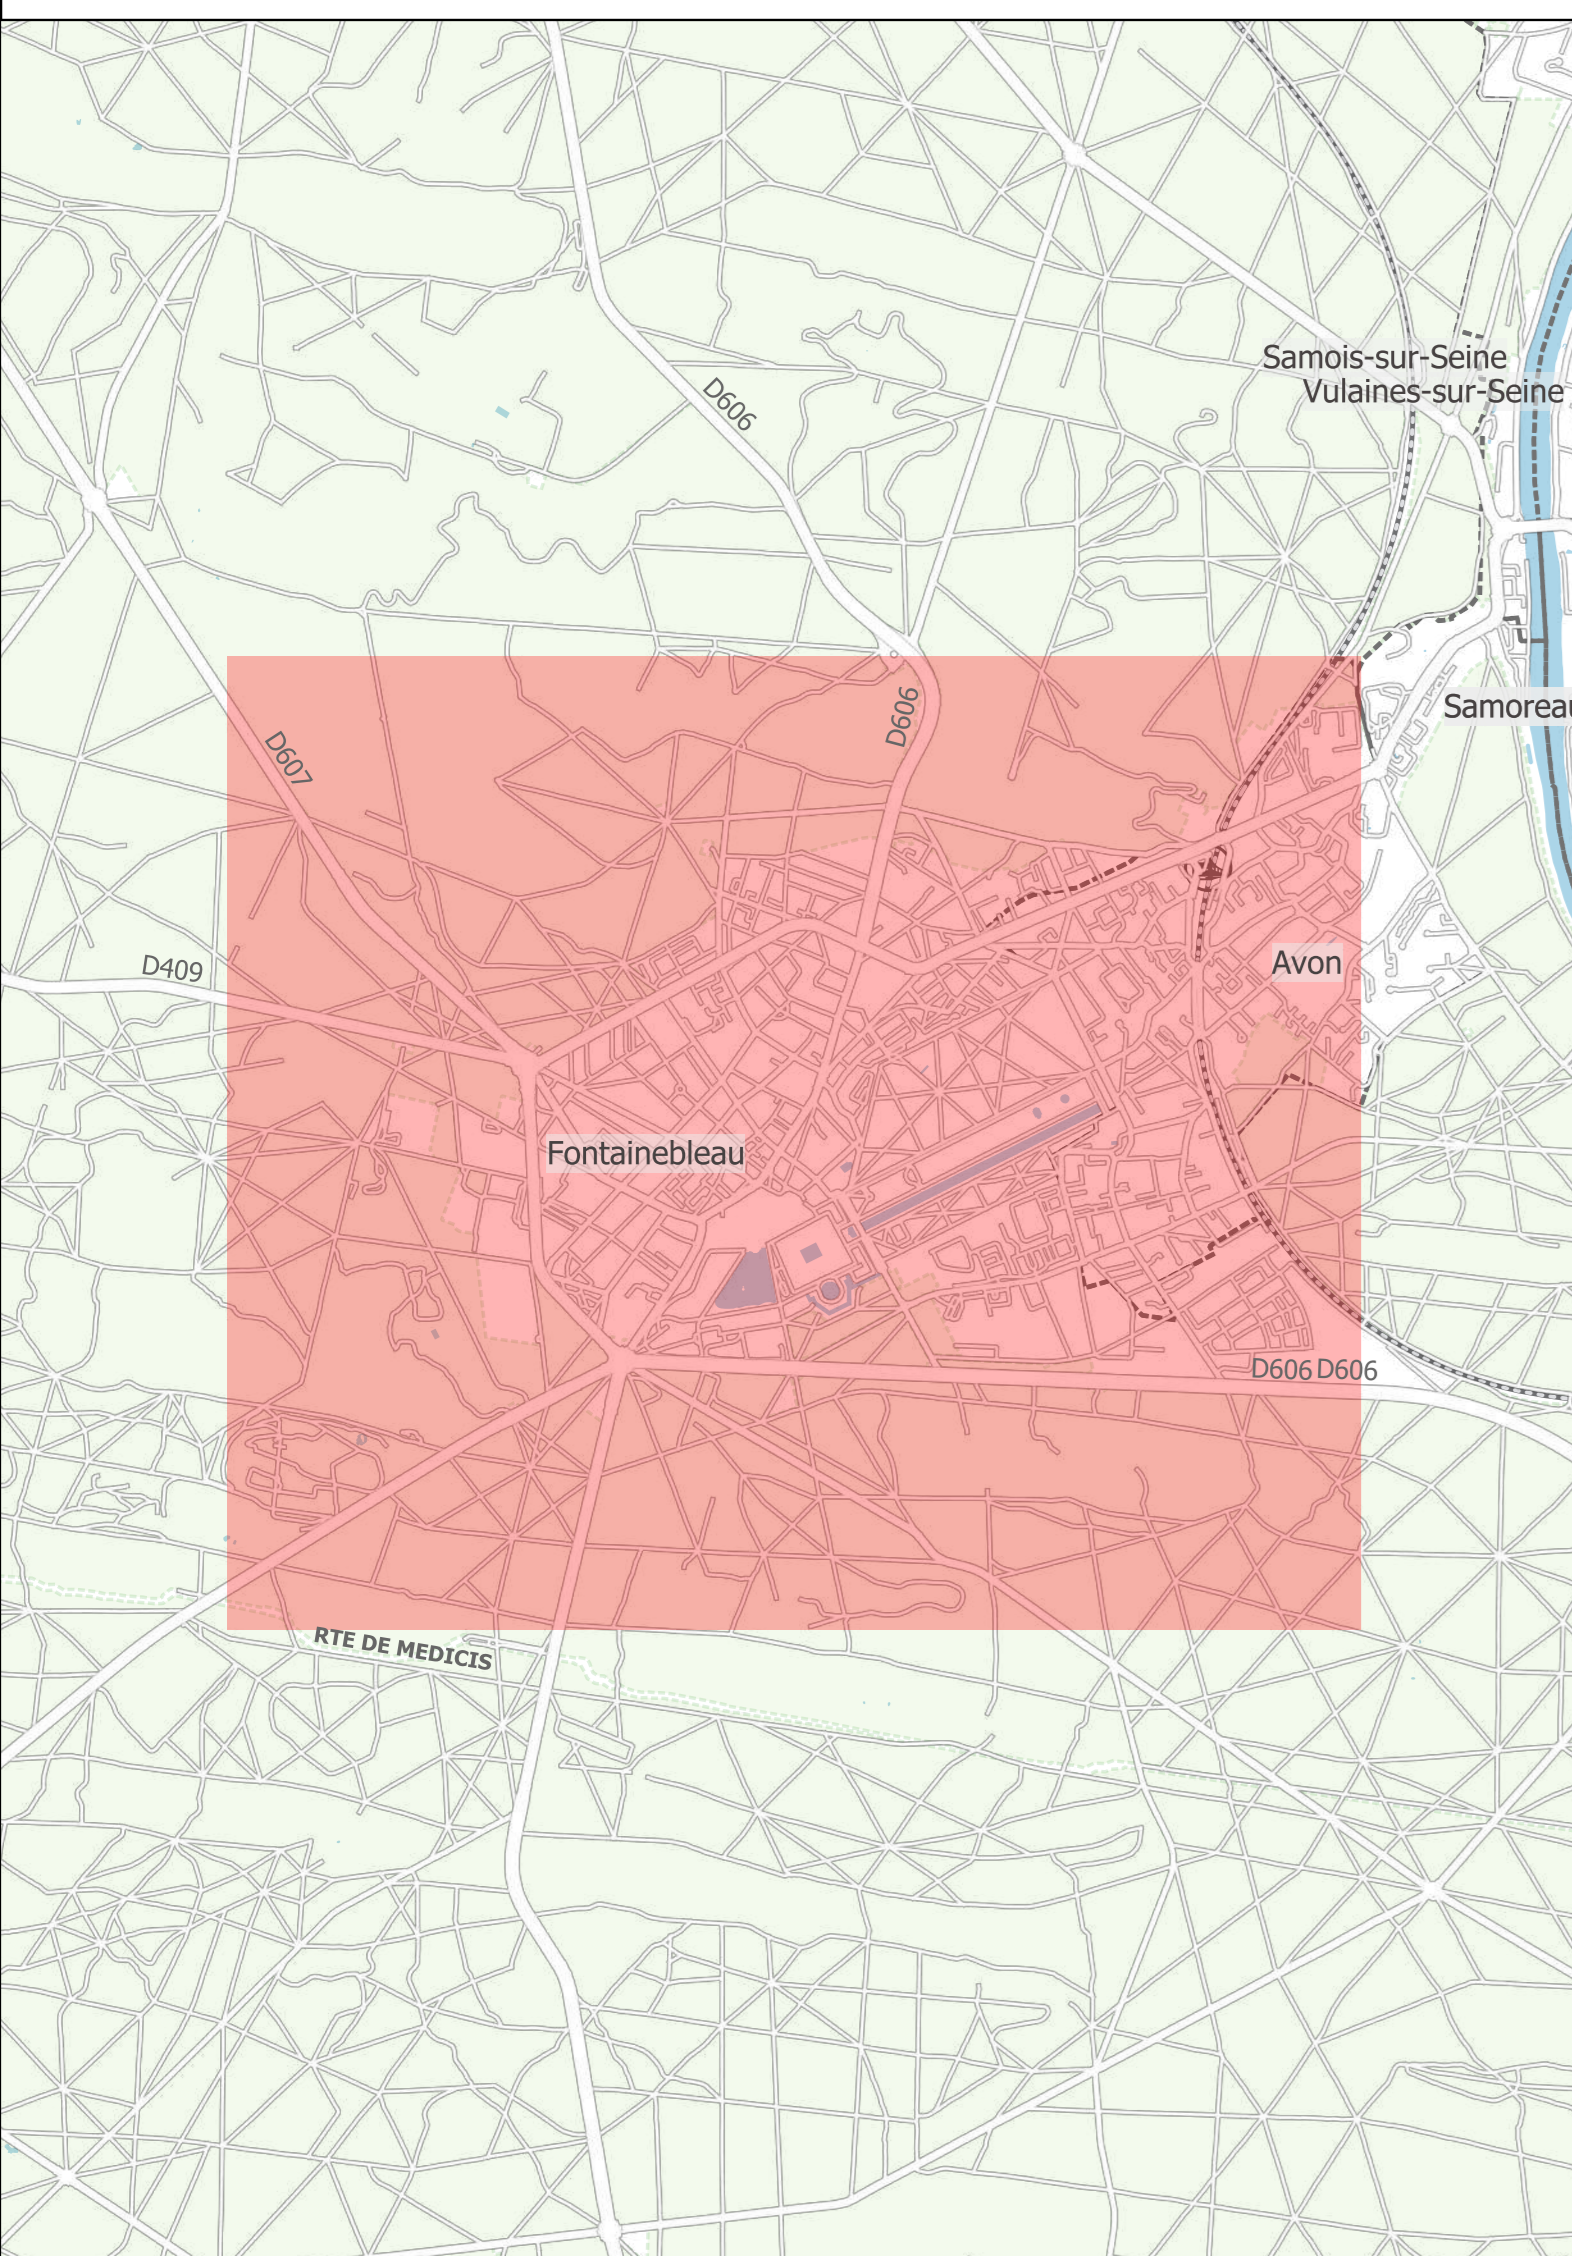 Samois-sur-Seine
Vulaines-sur-Seine
D606
Samoreau
D606
D607
Avon
D409
Fontainebleau
D606 D606
RTE DE MEDICIS